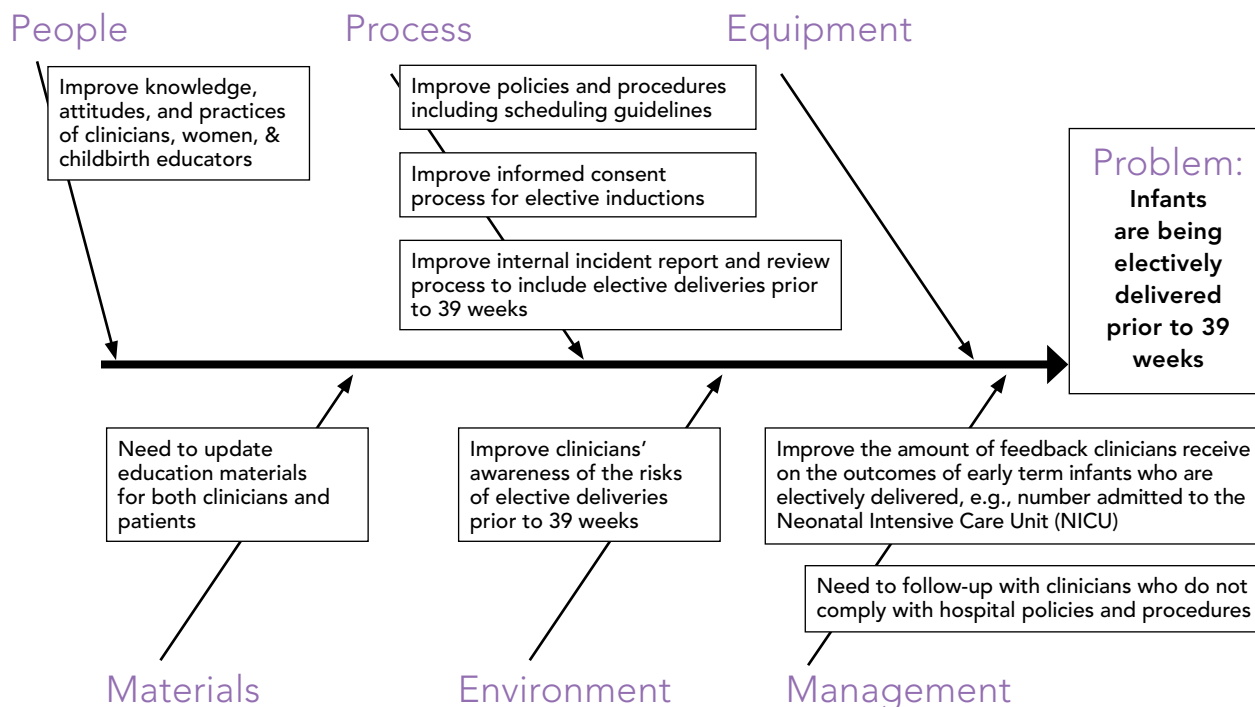 People
Process
Equipment
Improve knowledge,
attitudes, and practices
of clinicians, women, &
childbirth educators
Improve policies and procedures
including scheduling guidelines
Improve informed consent
process for elective inductions
Improve internal incident report and review
process to include elective deliveries prior
to 39 weeks
Problem:
Infants
are being
electively
delivered
prior to 39
weeks
Need to update
education materials
for both clinicians and
patients
Improve clinicians’
awareness of the risks
of elective deliveries
prior to 39 weeks
Improve the amount of feedback clinicians receive
on the outcomes of early term infants who are
electively delivered, e.g., number admitted to the
Neonatal Intensive Care Unit (NICU)
Need to follow-up with clinicians who do not
comply with hospital policies and procedures
Materials
Environment
Management